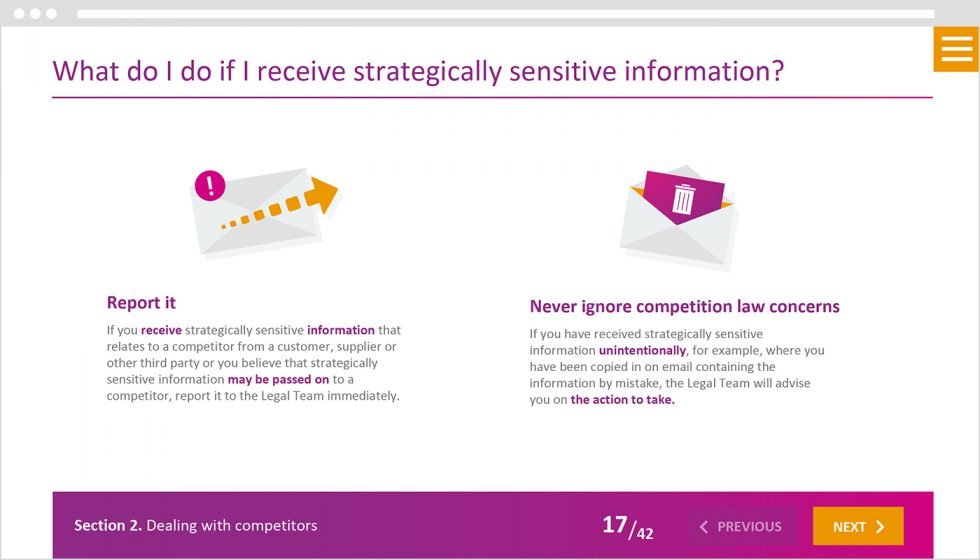 What do I do if I receive strategically sensitive information?
!
Report it
If you receive strategically sensitive information that
relates to a competitor from a customer, supplier or
other third party or you believe that strategically
sensitive information may be passed on to a
competitor, report it to the Legal Team immediately.
Never ignore competition law concerns
If you have received strategically sensitive
information unintentionally, for example, where you
have been copied in on email containing the
information by mistake, the Legal Team will advise
you on the action to take.
Section 2. Dealing with competitors
17/42
PREVIOUS
NEXT